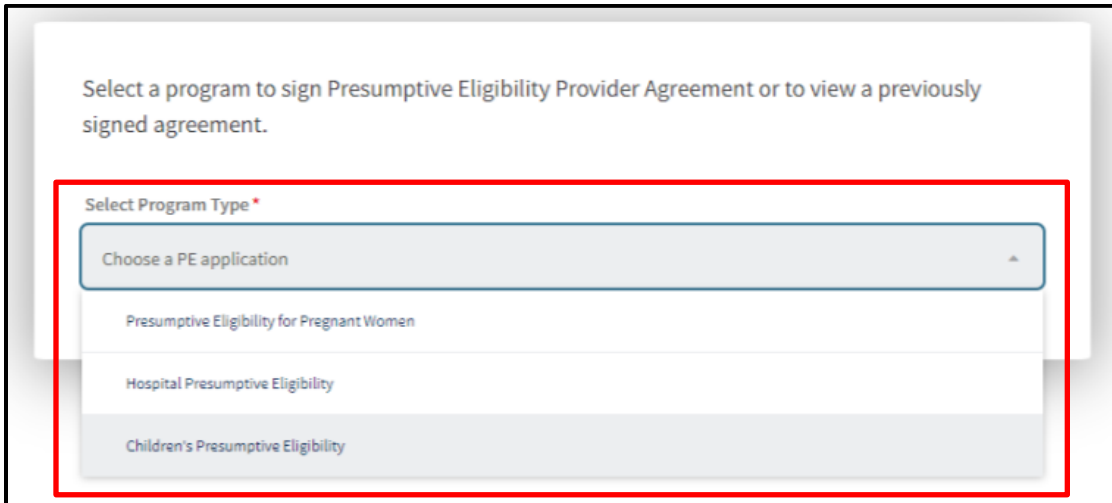 Select a program to sign Presumptive Eligibility Provider Agreement or to view a previously
signed agreement.
Select Program Type*
Choose a PE application
Presumptive Eligibility for Pregnant Women
Hospital Presumptive Eligibility
Children's Presumptive Eligibility